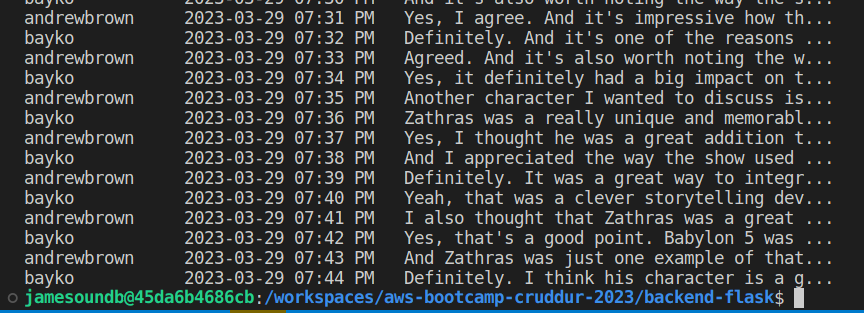 bayko 2023-03-29 07:30 PM And it's also worth noting the way the s...
andrewbrown 2023-03-29 07:31 PM Yes, I agree. And it's impressive how th...
bayko 2023-03-29 07:32 PM Definitely. And it's one of the reasons ...
andrewbrown 2023-03-29 07:33 PM Agreed. And it's also worth noting the w...
bayko 2023-03-29 07:34 PM Yes, it definitely had a big impact on t...
andrewbrown 2023-03-29 07:35 PM Another character I wanted to discuss is...
bayko 2023-03-29 07:36 PM Zathras was a really unique and memorabl...
andrewbrown 2023-03-29 07:37 PM Yes, I thought he was a great addition t...
bayko 2023-03-29 07:38 PM And I appreciated the way the show used ...
andrewbrown 2023-03-29 07:39 PM Definitely. It was a great way to integr...
bayko 2023-03-29 07:40 PM Yeah, that was a clever storytelling dev...
andrewbrown 2023-03-29 07:41 PM I also thought that Zathras was a great ...
bayko 2023-03-29 07:42 PM Yes, that's a good point. Babylon 5 was ...
andrewbrown 2023-03-29 07:43 PM And Zathras was just one example of that...
bayko 2023-03-29 07:44 PM Definitely. I think his character is a g...
jamesoundb@45da6b4686cb:/workspaces/aws-bootcamp-cruddur-2023/backend-flask$